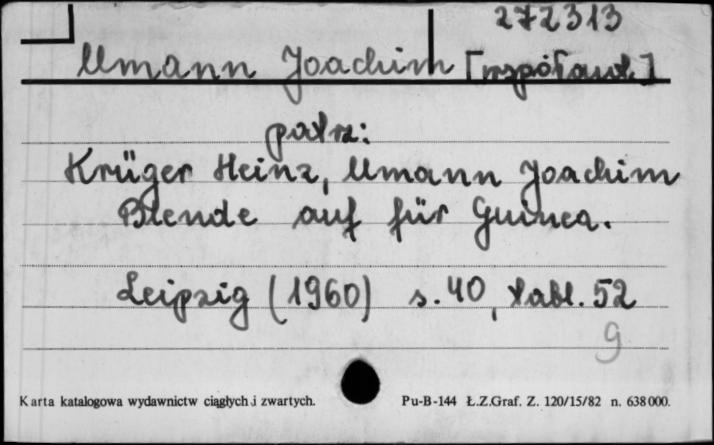 272313
Umann Joachim [współaut.]
patrz:
Krüger Heinz, Umann Joachim
Blende auf für Guinea.
Leipzig (1960) s. 40, tabl. 52
9
Karta katalogowa wydawnictw ciągłych i zwartych.
Pu-B-144 Ł.Z.Graf. Z. 120/15/82 n. 638000.